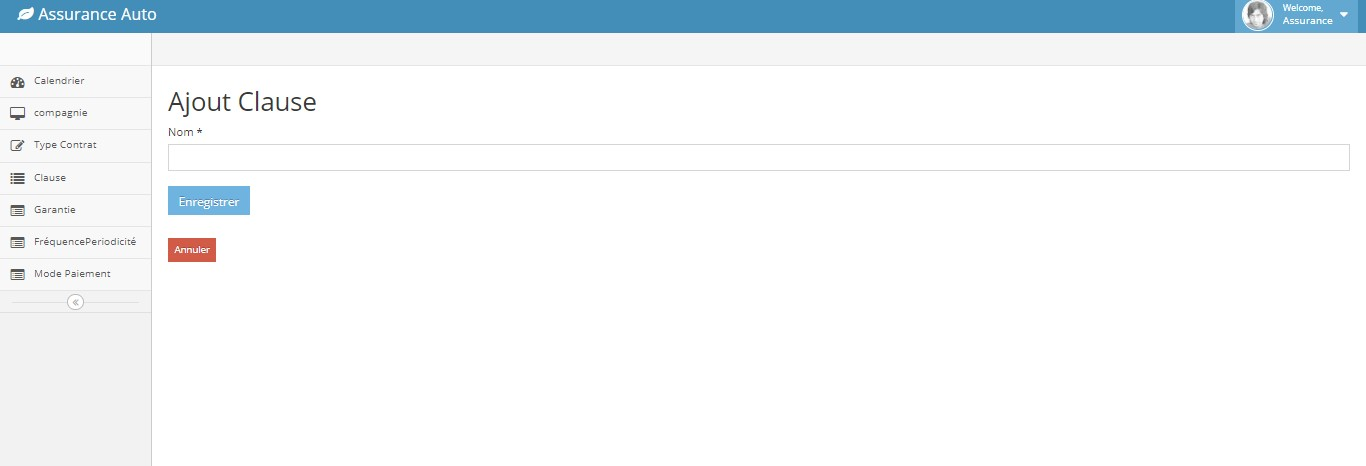 Assurance Auto
Welcome,
Assurance
Calendrier
compagnie
Type Contrat
Clause
Garantie
FréquencePeriodicité
Mode Paiement
Ajout Clause
Nom *
Enregistrer
Annuler